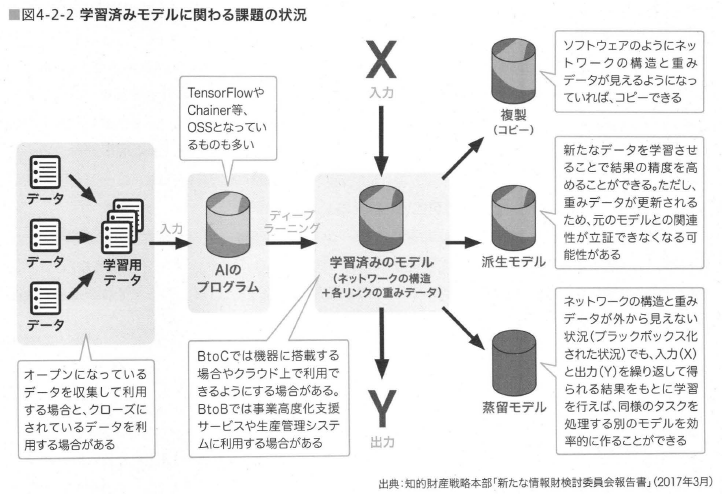 ■図4-2-2 学習済みモデルに関わる課題の状況
データ
データ
データ
学習用
データ
入力
TensorFlowや
Chainer等、
OSSとなってい
るものも多い
AIの
プログラム
ディープ
ラーニング
X
入力
学習済みのモデル
(ネットワークの構造
+各リンクの重みデータ)
Y
出力
オープンになっている
データを収集して利用
する場合と、クローズに
されているデータを利
用する場合がある
BtoCでは機器に搭載する
場合やクラウド上で利用で
きるようにする場合がある。
BtoBでは事業高度化支援
サービスや生産管理システ
ムに利用する場合がある
複製
(コピー)
ソフトウェアのようにネッ
トワークの構造と重み
データが見えるようになっ
ていれば、コピーできる
派生モデル
新たなデータを学習させ
ることで結果の精度を高
めることができる。ただし、
重みデータが更新される
ため、元のモデルとの関連
性が立証できなくなる可
能性がある
蒸留モデル
ネットワークの構造と重み
データが外から見えない
状況(ブラックボックス化
された状況)でも、入力(X)
と出力(Y)を繰り返して得
られる結果をもとに学習
を行えば、同様のタスクを
処理する別のモデルを効
率的に作ることができる
出典:知的財産戦略本部「新たな情報財検討委員会報告書」(2017年3月)